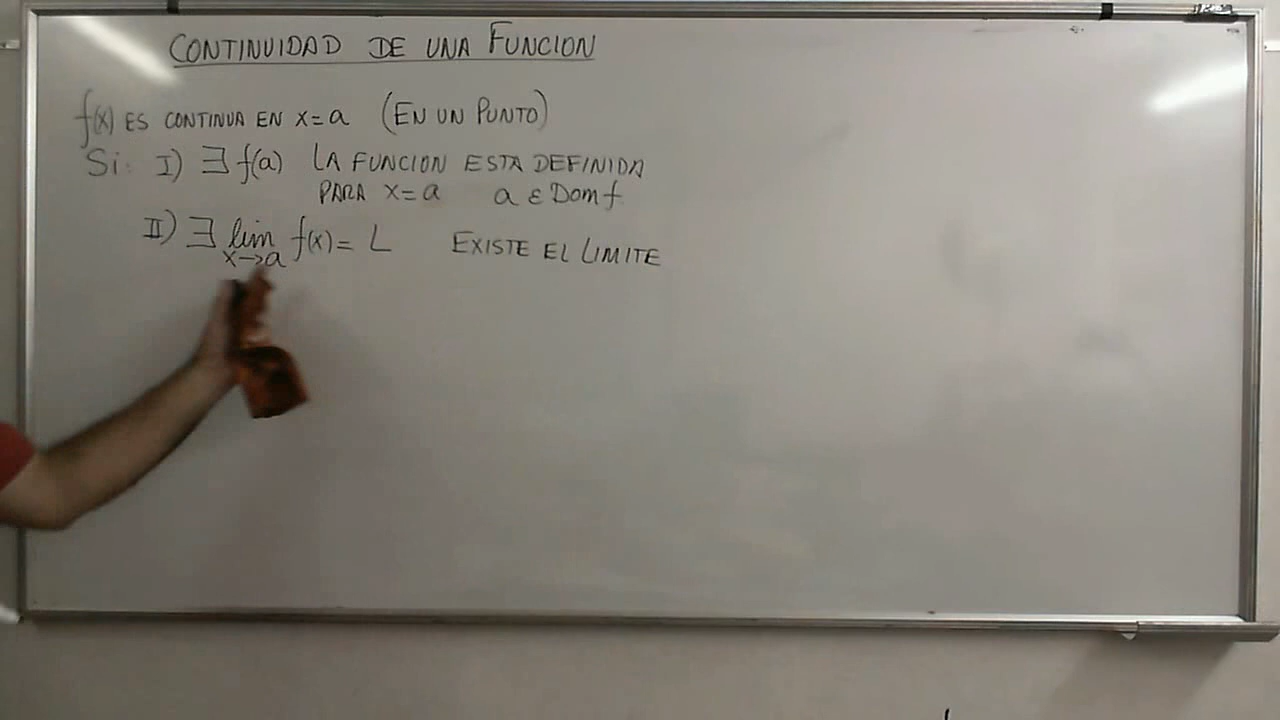 CONTINUIDAD DE UNA FUNCION
f(x) ES CONTINUA EN x=a (EN UN PUNTO)
Si: I) ∃ f(a) LA FUNCION ESTA DEFINIDA
PARA x=a a ε Dom f
II) ∃ lim f(x) = L EXISTE EL LIMITE
x→a